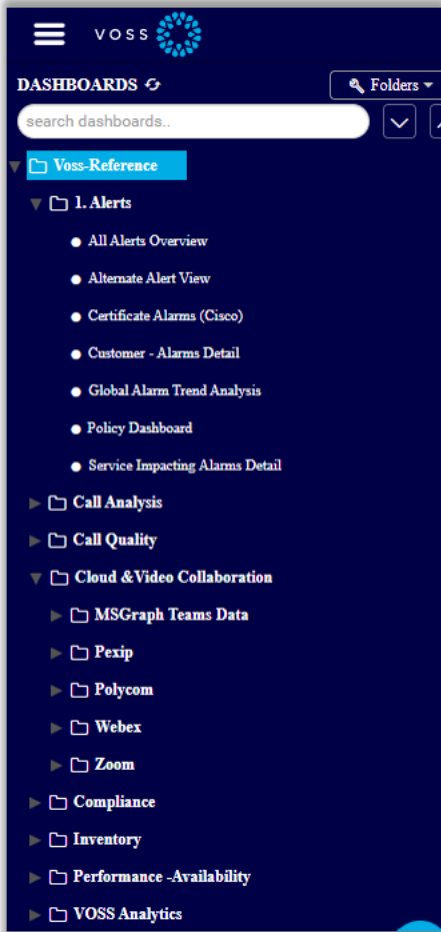 VOSS
DASHBOARDS Folders
search dashboards..
Voss-Reference
1. Alerts
All Alerts Overview
Alternate Alert View
Certificate Alarms (Cisco)
Customer - Alarms Detail
Global Alarm Trend Analysis
Policy Dashboard
Service Impacting Alarms Detail
Call Analysis
Call Quality
Cloud &Video Collaboration
MSGraph Teams Data
Pexip
Polycom
Webex
Zoom
Compliance
Inventory
Performance -Availability
VOSS Analytics